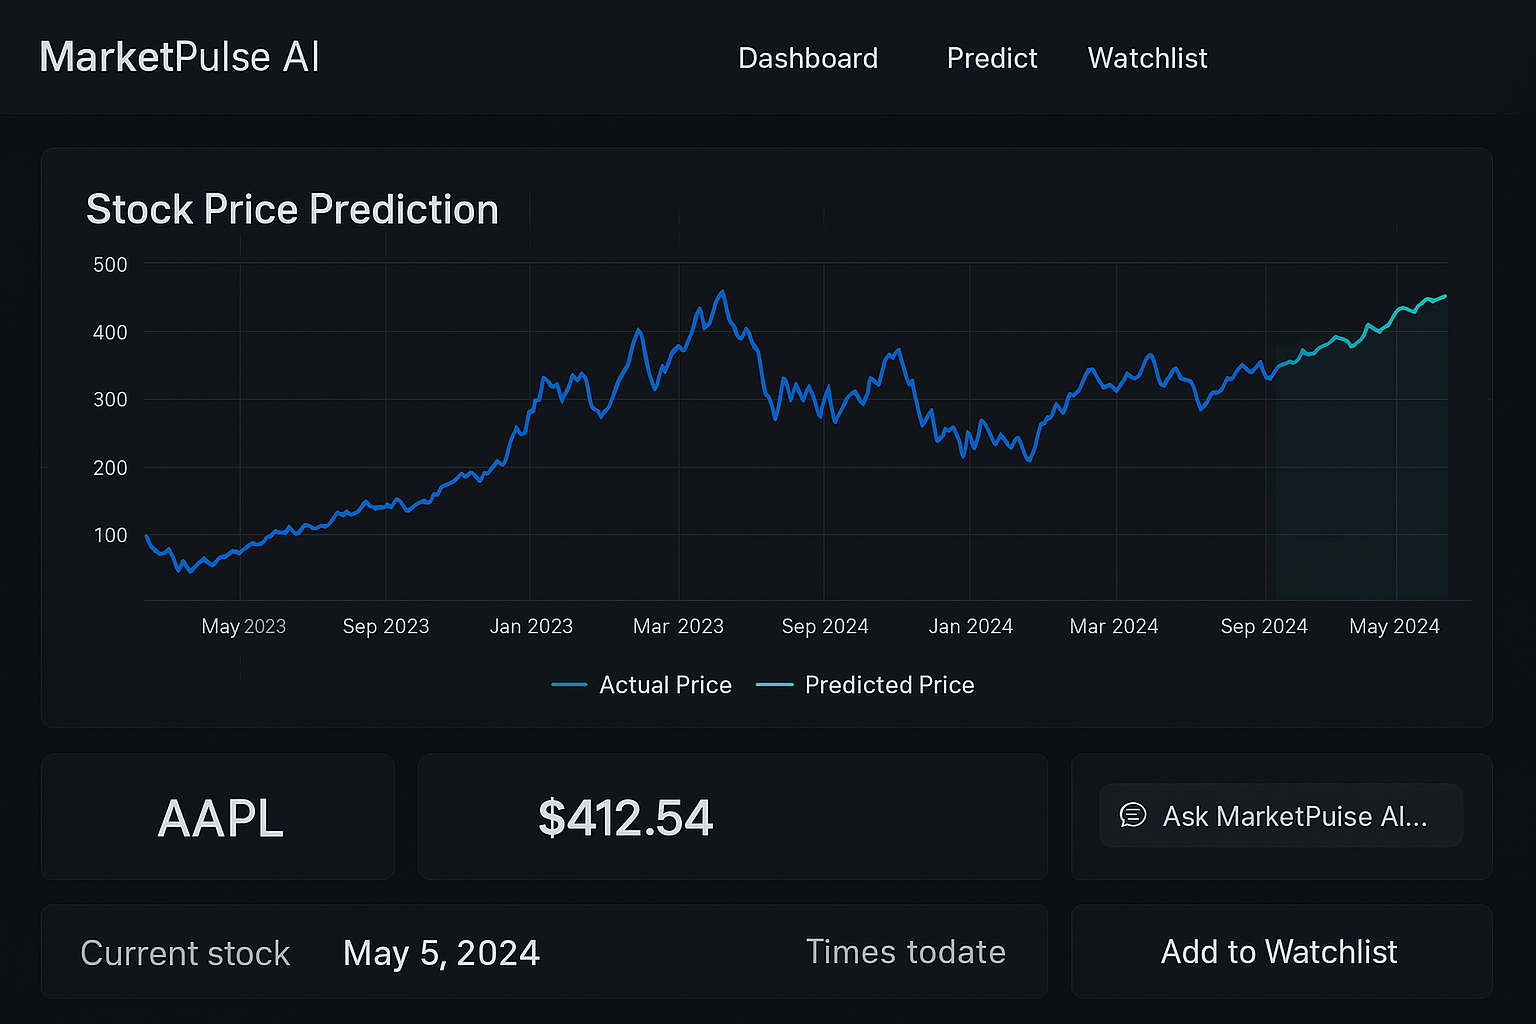 MarketPulse AI
Dashboard Predict Watchlist
Stock Price Prediction
500
400
300
200
100
May 2023 Sep 2023 Jan 2023 Mar 2023 Sep 2024 Jan 2024 Mar 2024 Sep 2024 May 2024
Actual Price Predicted Price
AAPL
$412.54
Ask MarketPuise AI...
Current stock May 5, 2024 Times todate
Add to Watchlist